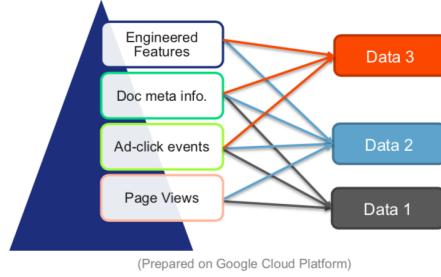 Engineered
Features
Doc meta info.
Ad-click events
Page Views
Data 3
Data 2
Data 1
(Prepared on Google Cloud Platform)